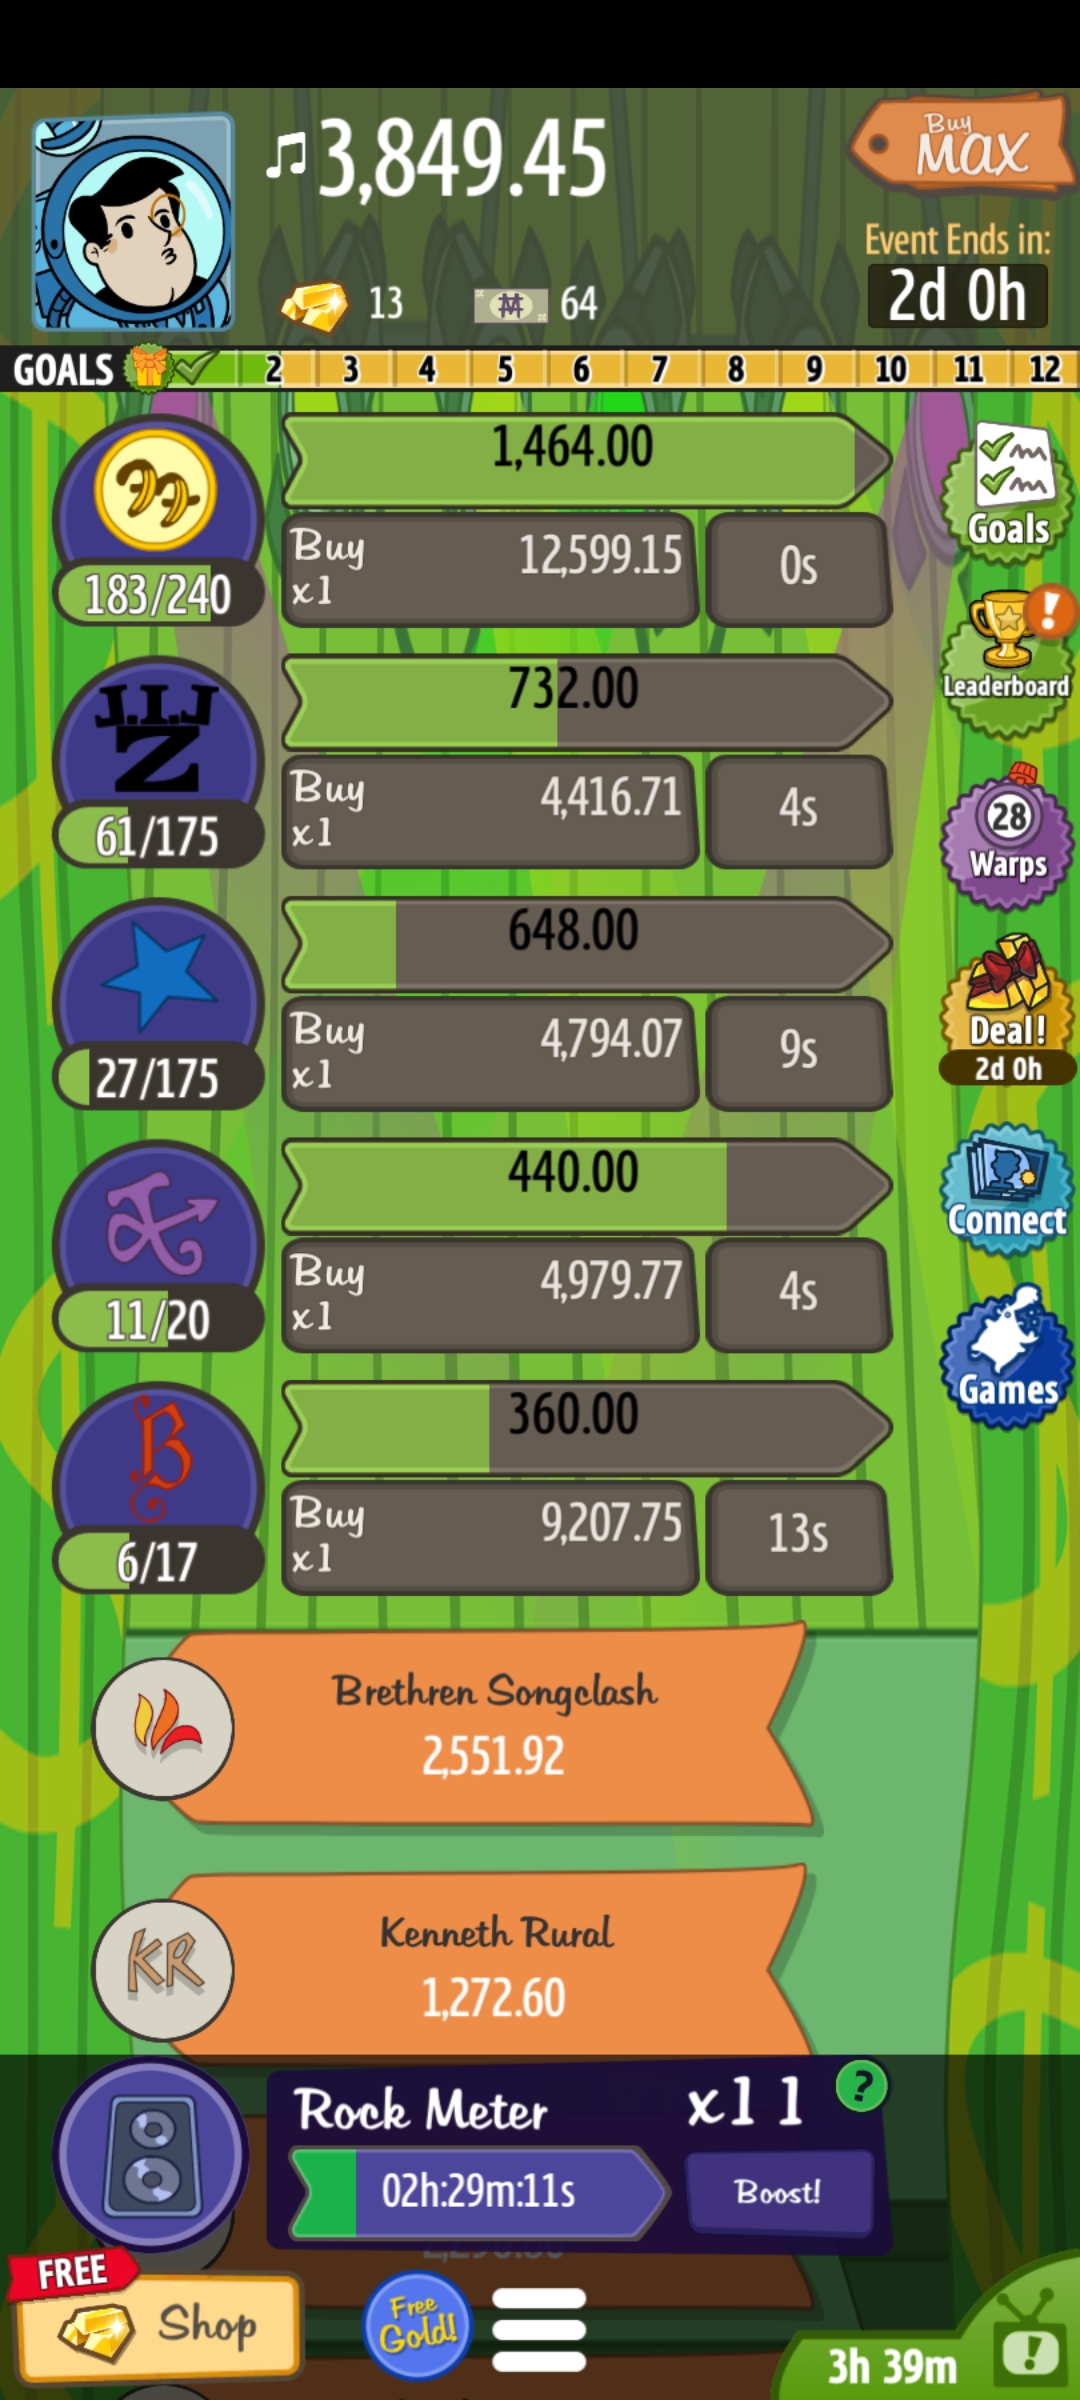 3,849.45
Buy
MAX
Event Ends in:
2d 0h
13
64
GOALS 2 3 4 5 6 7 8 9 10 11 12
1,464.00
Buy
x1
12,599.15
0s
183/240
Goals
732.00
J.T.J
Z
Buy
x1
4,416.71
4s
61/175
Leaderboard
28
Warps
648.00
Buy
x1
4,794.07
9s
27/175
Deal!
2d 0h
440.00
Buy
x1
4,979.77
4s
11/20
Connect
360.00
B
Buy
x1
9,207.75
13s
6/17
Games
Brethren Songclash
2,551.92
Kenneth Rural
1,272.60
KR
Rock Meter
x11
?
02h:29m:11s
Boost!
FREE
Shop
Free
Gold!
3h 39m